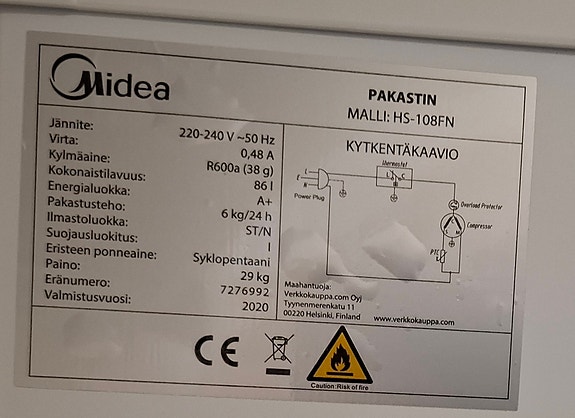 Midea
PAKASTIN
MALLI: HS-108FN
Jännite: 220-240 V ~50 Hz
Virta: 0,48 A
Kylmäaine: R600a (38 g)
Kokonaistilavuus: 86 l
Energialuokka: A+
Pakastusteho: 6 kg/24 h
Ilmastoluokka: ST/N
Suojausluokitus: I
Eristeen ponneaine: Syklopentaani
Paino: 29 kg
Eränumero: 7276992
Valmistusvuosi: 2020
KYTKENTÄKAAVIO
thermostat
L C
L
E
N
Power Plug
Overload Protector
Compressor
PTC
Maahantuoja:
Verkkokauppa.com Oyj
Tyynenmerenkatu 11
00220 Helsinki, Finland
www.verkkokauppa.com
CE
Caution: Risk of fire